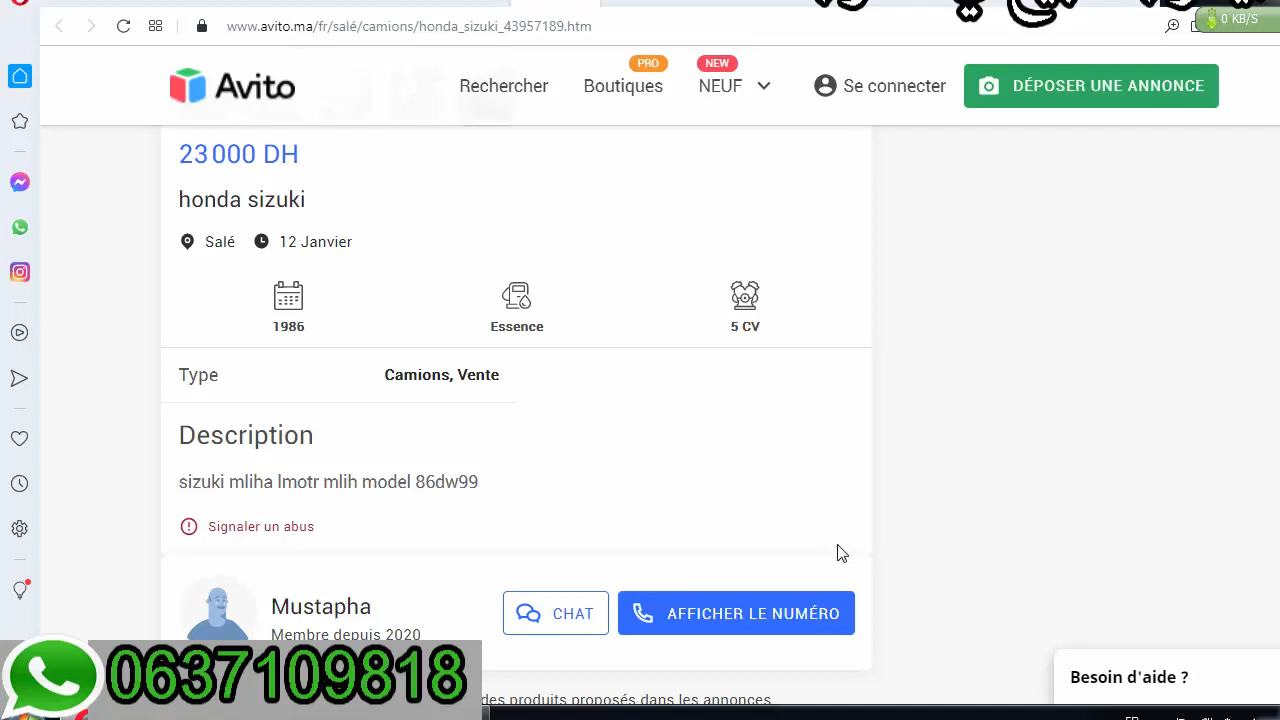 0 KB/S
www.avito.ma/fr/salé/camions/honda_sizuki_43957189.htm
PRO
NEW
Avito
Rechercher
Boutiques
NEUF
Se connecter
DÉPOSER UNE ANNONCE
23 000 DH
honda sizuki
Salé
12 Janvier
1986
Essence
5 CV
Type
Camions, Vente
Description
sizuki mliha lmotr mlih model 86dw99
Signaler un abus
Mustapha
Membre depuis 2020
CHAT
AFFICHER LE NUMÉRO
0637109818
des produits proposés dans les annonces
Besoin d'aide ?